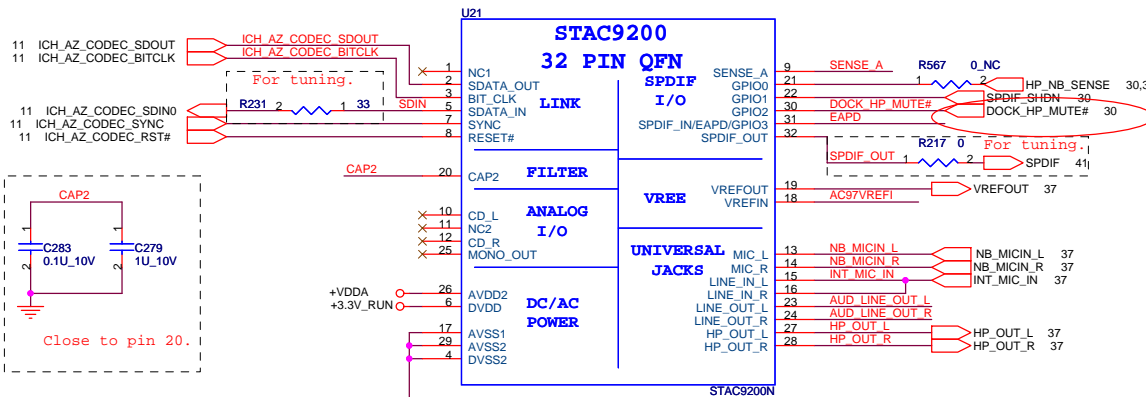 U21
STAC9200
32 PIN QFN
11 ICH_AZ_CODEC_SDOUT ICH_AZ_CODEC_SDOUT
11 ICH_AZ_CODEC_BITCLK ICH_AZ_CODEC_BITCLK
For tuning.
11 ICH_AZ_CODEC_SDIN0 R231 2 1 33 SDIN
11 ICH_AZ_CODEC_SYNC
11 ICH_AZ_CODEC_RST#
1 NC1
2 SDATA_OUT
3 BIT_CLK
5 SDATA_IN
7 SYNC
8 RESET#
LINK
SPDIF
I/O
SENSE_A 9 SENSE_A
GPIO0 21 R567 1 2 0_NC HP_NB_SENSE 30,3
GPIO1 22 SPDIF_SHDN 30
GPIO2 30 DOCK_HP_MUTE# DOCK_HP_MUTE# 30
SPDIF_IN/EAPD/GPIO3 31 EAPD
SPDIF_OUT 32
For tuning.
SPDIF_OUT 1 R217 0 2 SPDIF 41
CAP2 20 CAP2
FILTER
VREE
VREFOUT 19 VREFOUT 37
VREFIN 18 AC97VREFI
CAP2
1 1
C283 C279
0.1U_10V 1U_10V
2 2
Close to pin 20.
10 CD_L
11 NC2
12 CD_R
25 MONO_OUT
ANALOG
I/O
UNIVERSAL
JACKS
MIC_L 13 NB_MICIN_L NB_MICIN_L 37
MIC_R 14 NB_MICIN_R NB_MICIN_R 37
LINE_IN_L 15 INT_MIC_IN INT_MIC_IN 37
LINE_IN_R 16
LINE_OUT_L 23 AUD_LINE_OUT_L
LINE_OUT_R 24 AUD_LINE_OUT_R
HP_OUT_L 27 HP_OUT_L HP_OUT_L 37
HP_OUT_R 28 HP_OUT_R HP_OUT_R 37
+VDDA 26 AVDD2
+3.3V_RUN 6 DVDD
DC/AC
POWER
17 AVSS1
29 AVSS2
4 DVSS2
STAC9200N